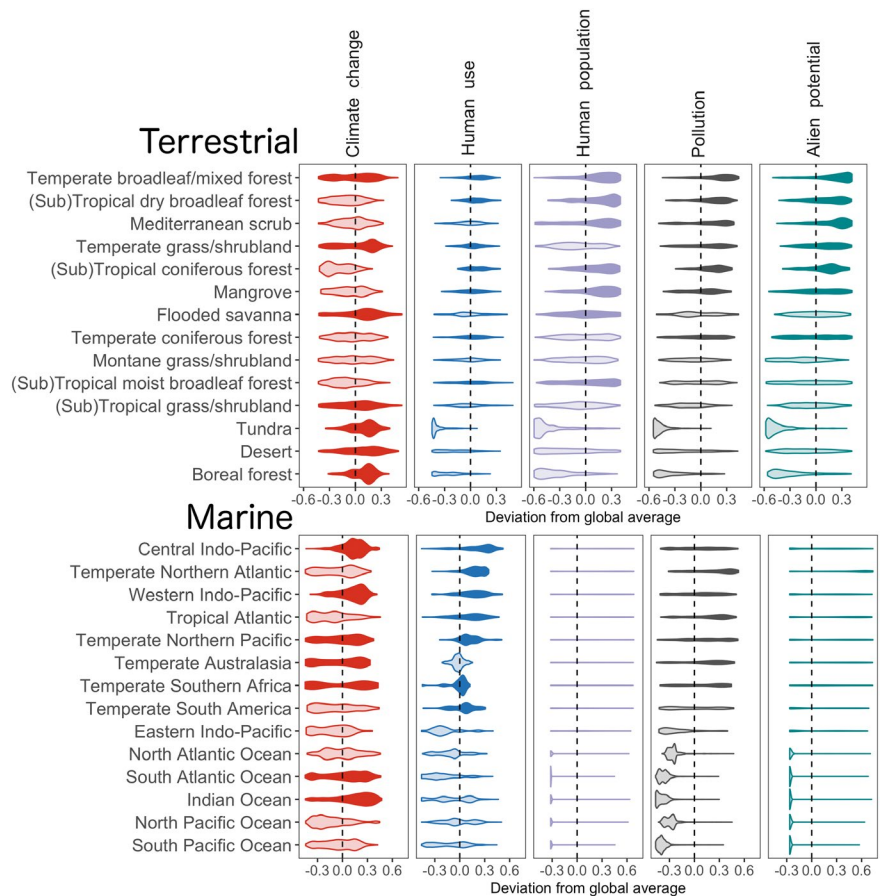 Climate change
Human use
Human population
Pollution
Alien potential
Terrestrial
Temperate broadleaf/mixed forest
(Sub)Tropical dry broadleaf forest
Mediterranean scrub
Temperate grass/shrubland
(Sub)Tropical coniferous forest
Mangrove
Flooded savanna
Temperate coniferous forest
Montane grass/shrubland
(Sub)Tropical moist broadleaf forest
(Sub)Tropical grass/shrubland
Tundra
Desert
Boreal forest
-0.6 -0.3 0.0 0.3 -0.6 -0.3 0.0 0.3 -0.6 -0.3 0.0 0.3 -0.6 -0.3 0.0 0.3 -0.6 -0.3 0.0 0.3
Deviation from global average
Marine
Central Indo-Pacific
Temperate Northern Atlantic
Western Indo-Pacific
Tropical Atlantic
Temperate Northern Pacific
Temperate Australasia
Temperate Southern Africa
Temperate South America
Eastern Indo-Pacific
North Atlantic Ocean
South Atlantic Ocean
Indian Ocean
North Pacific Ocean
South Pacific Ocean
-0.3 0.0 0.3 0.6 -0.3 0.0 0.3 0.6 -0.3 0.0 0.3 0.6 -0.3 0.0 0.3 0.6 -0.3 0.0 0.3 0.6
Deviation from global average